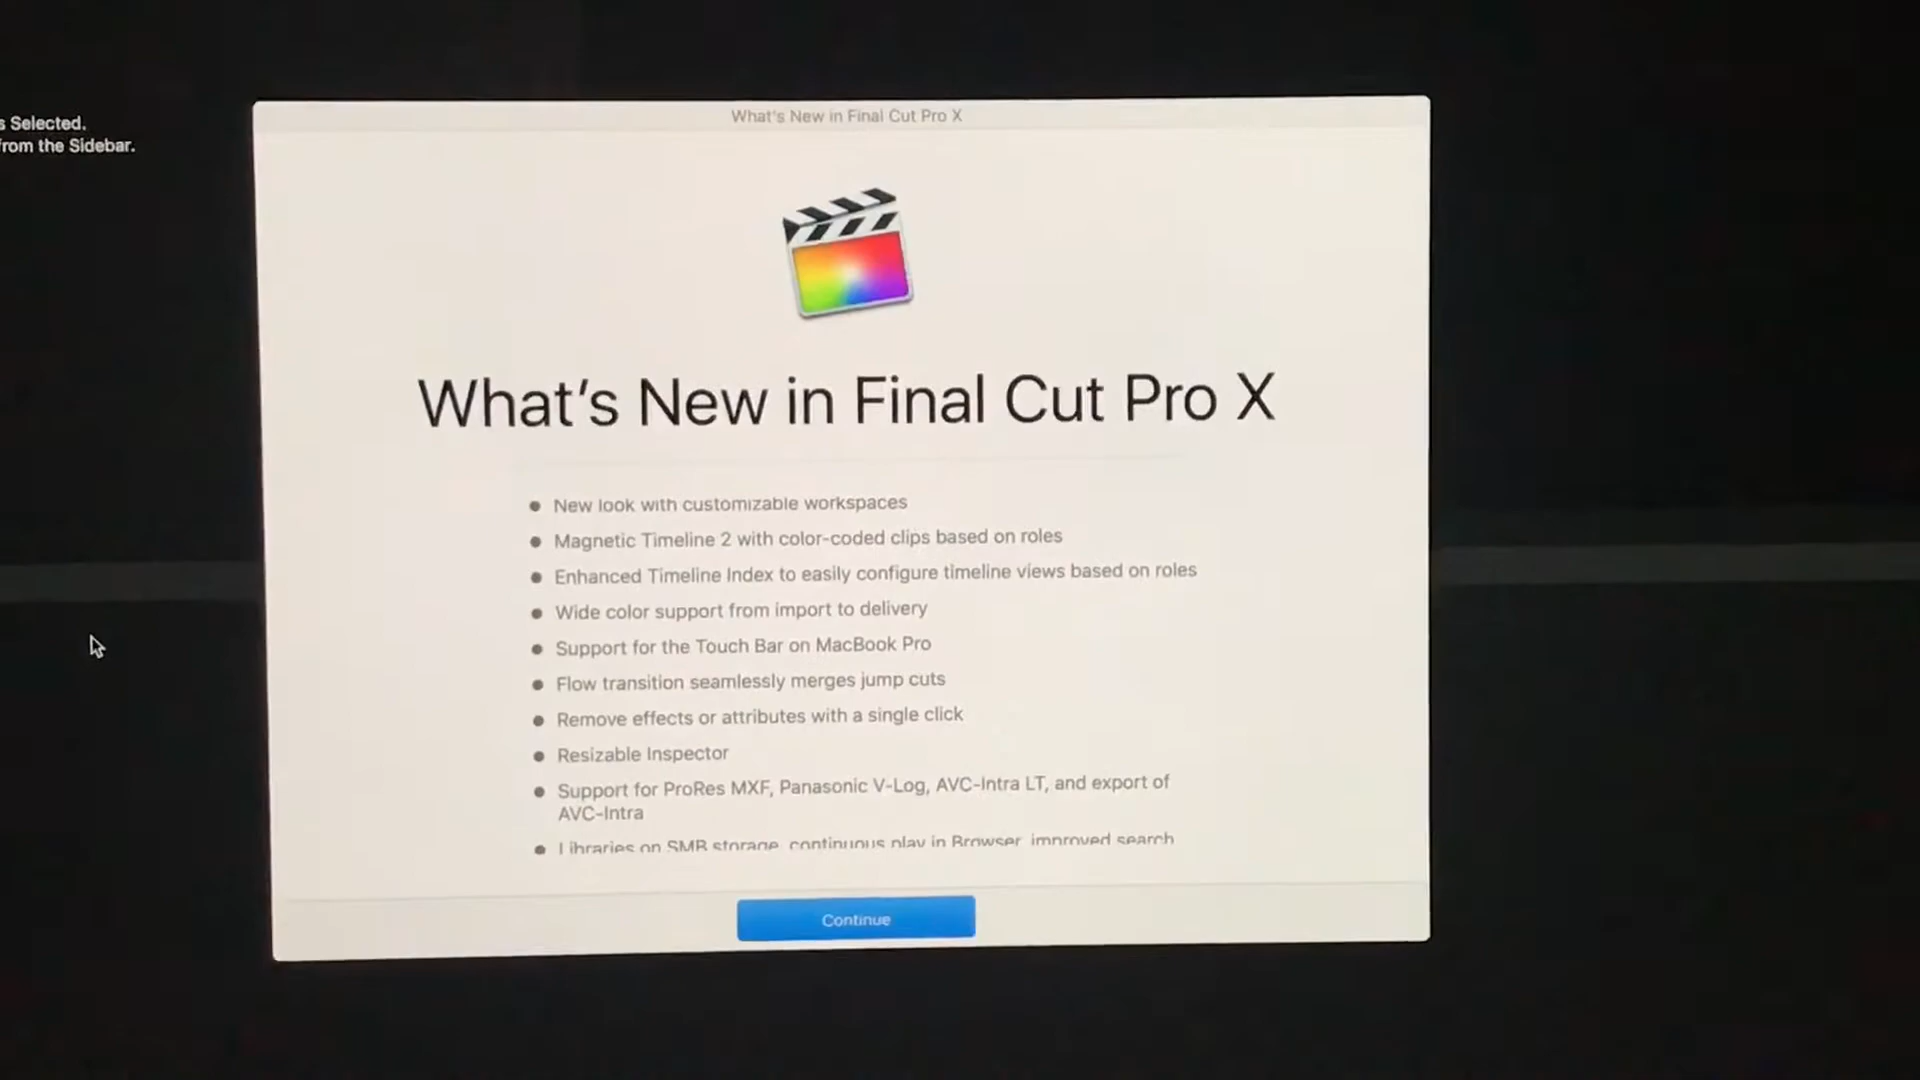 s Selected.
from the Sidebar.
What's New in Final Cut Pro X
What's New in Final Cut Pro X
New look with customizable workspaces
Magnetic Timeline 2 with color-coded clips based on roles
Enhanced Timeline Index to easily configure timeline views based on roles
Wide color support from import to delivery
Support for the Touch Bar on MacBook Pro
Flow transition seamlessly merges jump cuts
Remove effects or attributes with a single click
Resizable Inspector
Support for ProRes MXF, Panasonic V-Log, AVC-Intra LT, and export of
AVC-Intra
Libraries on SMB storage, continuous play in Browser, improved search
Continue